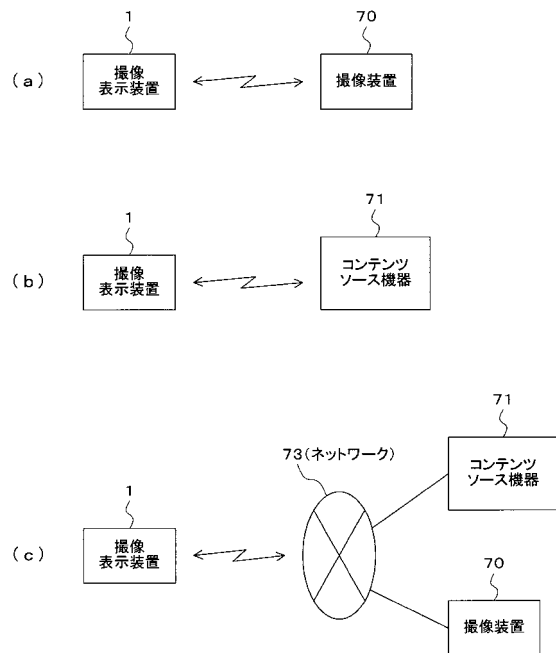 1
70
(a)
撮像
表示装置
撮像装置
1
71
(b)
撮像
表示装置
コンテンツ
ソース機器
71
73(ネットワーク)
コンテンツ
ソース機器
1
(c)
撮像
表示装置
70
撮像装置